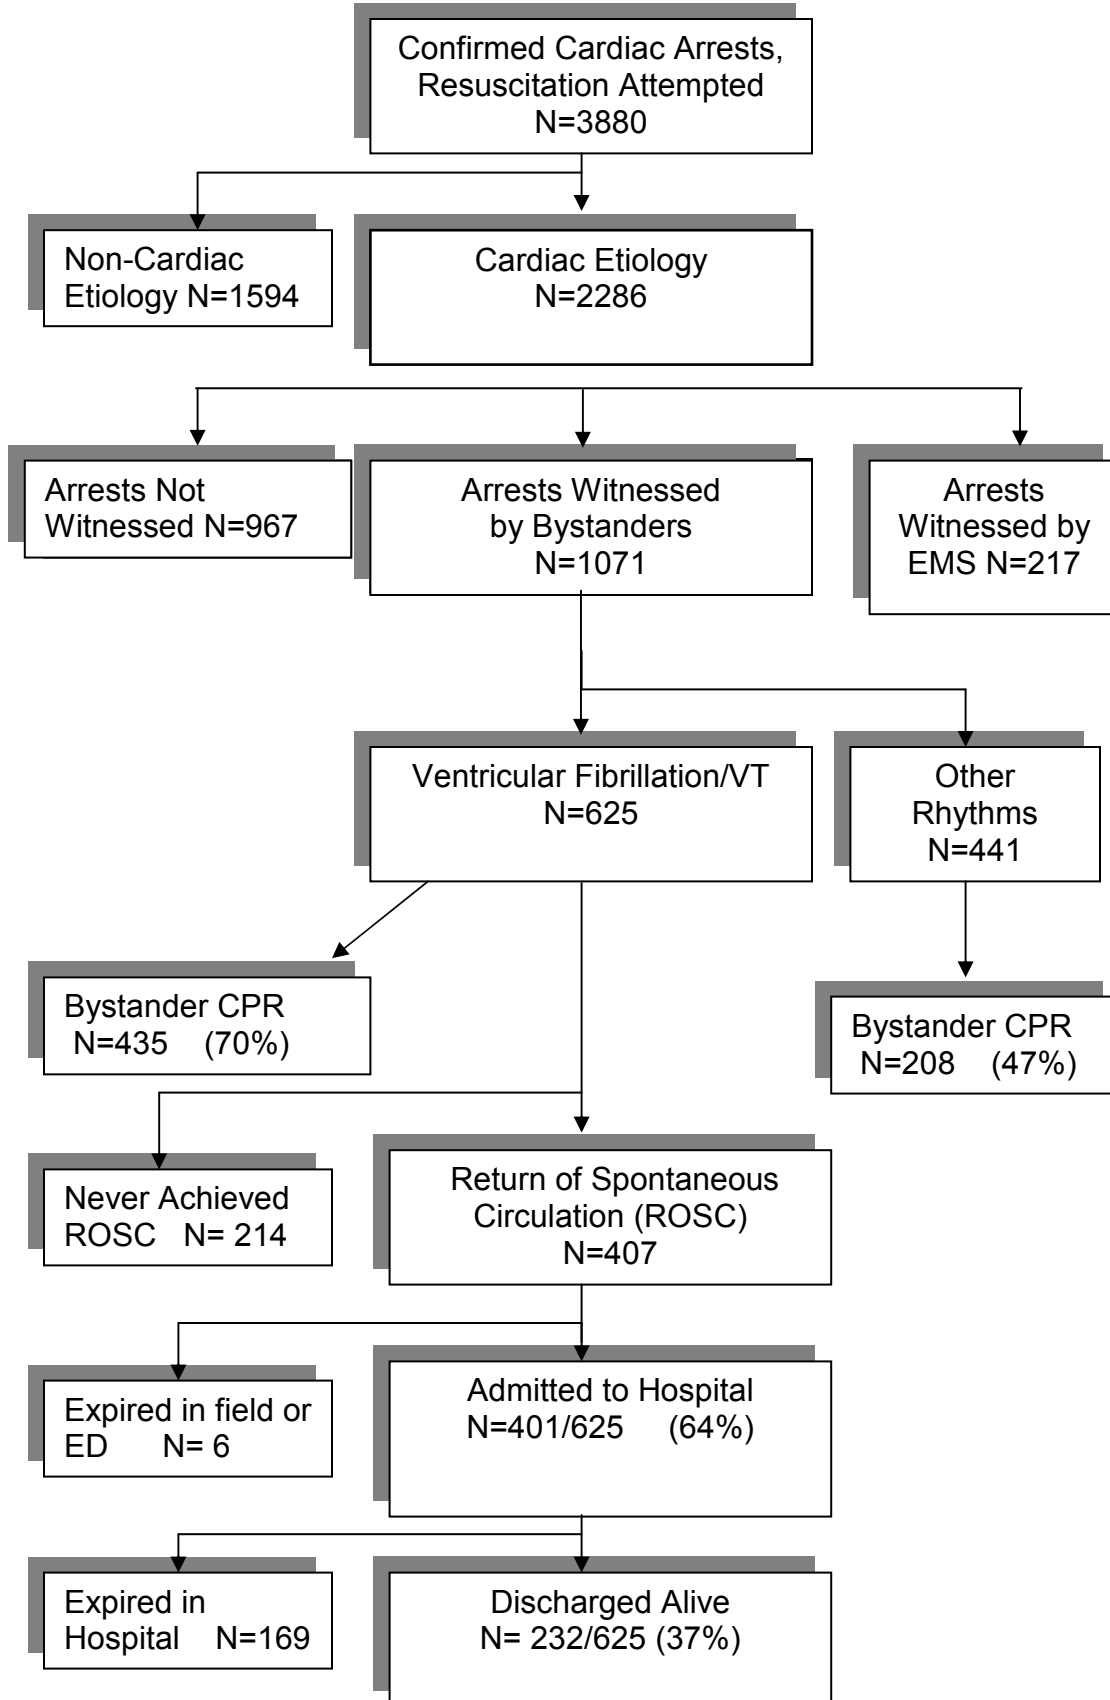 Confirmed Cardiac Arrests,
Resuscitation Attempted
N=3880
Non-Cardiac
Etiology N=1594
Cardiac Etiology
N=2286
Arrests Not
Witnessed N=967
Arrests Witnessed
by Bystanders
N=1071
Arrests
Witnessed by
EMS N=217
Ventricular Fibrillation/VT
N=625
Other
Rhythms
N=441
Bystander CPR
N=435 (70%)
Bystander CPR
N=208 (47%)
Never Achieved
ROSC N= 214
Return of Spontaneous
Circulation (ROSC)
N=407
Expired in field or
ED N= 6
Admitted to Hospital
N=401/625 (64%)
Expired in
Hospital N=169
Discharged Alive
N= 232/625 (37%)